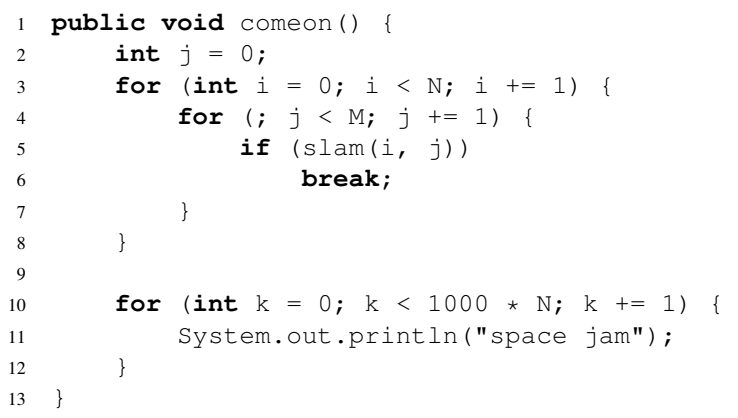 1 public void comeon() {
2     int j = 0;
3     for (int i = 0; i < N; i += 1) {
4         for (; j < M; j += 1) {
5             if (slam(i, j))
6                 break;
7         }
8     }
9
10     for (int k = 0; k < 1000 * N; k += 1) {
11         System.out.println("space jam");
12     }
13 }